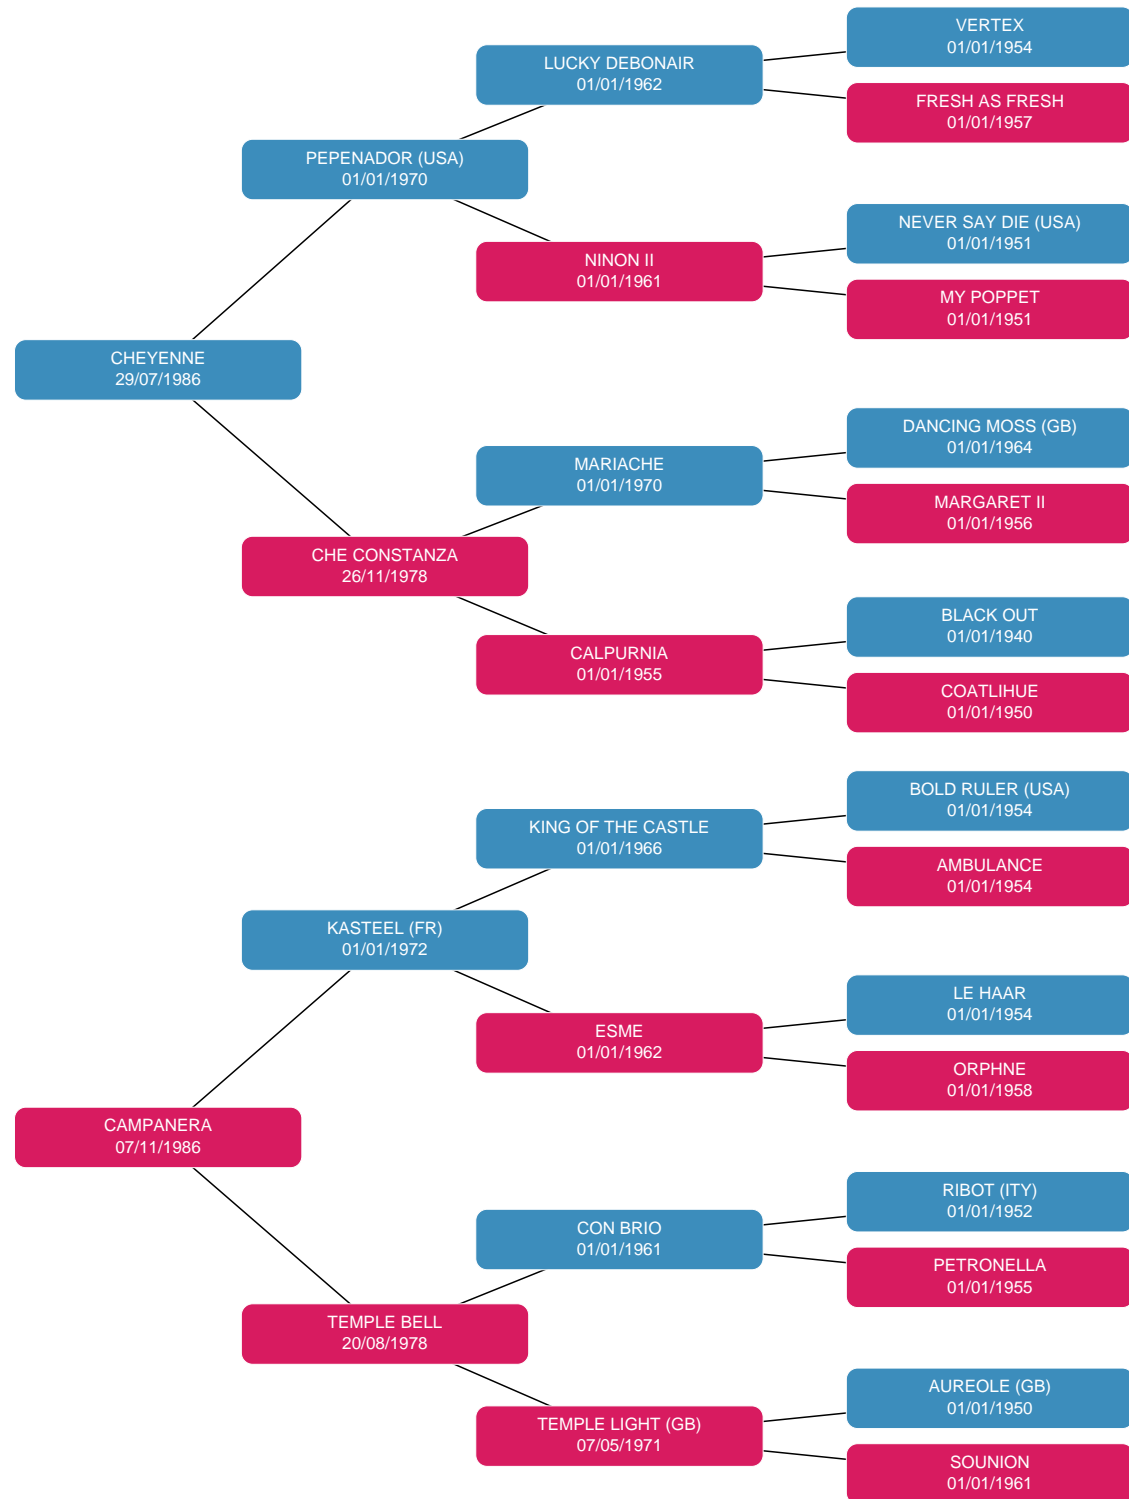 VERTEX
01/01/1954
LUCKY DEBONAIR
01/01/1962
FRESH AS FRESH
01/01/1957
PEPENADOR (USA)
01/01/1970
NEVER SAY DIE (USA)
01/01/1951
NINON II
01/01/1961
MY POPPET
01/01/1951
CHEYENNE
29/07/1986
DANCING MOSS (GB)
01/01/1964
MARIACHE
01/01/1970
MARGARET II
01/01/1956
CHE CONSTANZA
26/11/1978
BLACK OUT
01/01/1940
CALPURNIA
01/01/1955
COATLIHUE
01/01/1950
BOLD RULER (USA)
01/01/1954
KING OF THE CASTLE
01/01/1966
AMBULANCE
01/01/1954
KASTEEL (FR)
01/01/1972
LE HAAR
01/01/1954
ESME
01/01/1962
ORPHNE
01/01/1958
CAMPANERA
07/11/1986
RIBOT (ITY)
01/01/1952
CON BRIO
01/01/1961
PETRONELLA
01/01/1955
TEMPLE BELL
20/08/1978
AUREOLE (GB)
01/01/1950
TEMPLE LIGHT (GB)
07/05/1971
SOUNION
01/01/1961